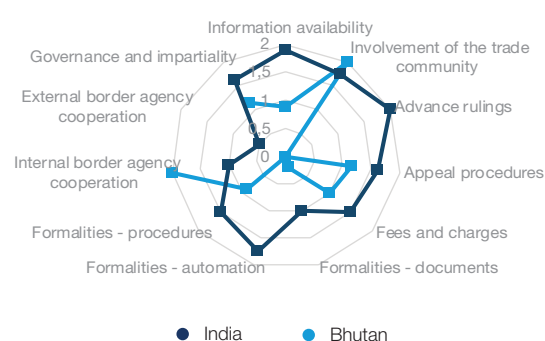 Information availability
2
Involvement of the trade
community
Governance and impartiality
1,5
External border agency
cooperation
1
Advance rulings
0,5
Internal border agency
cooperation
0
Appeal procedures
Formalities - procedures
Fees and charges
Formalities - automation
Formalities - documents
India
Bhutan